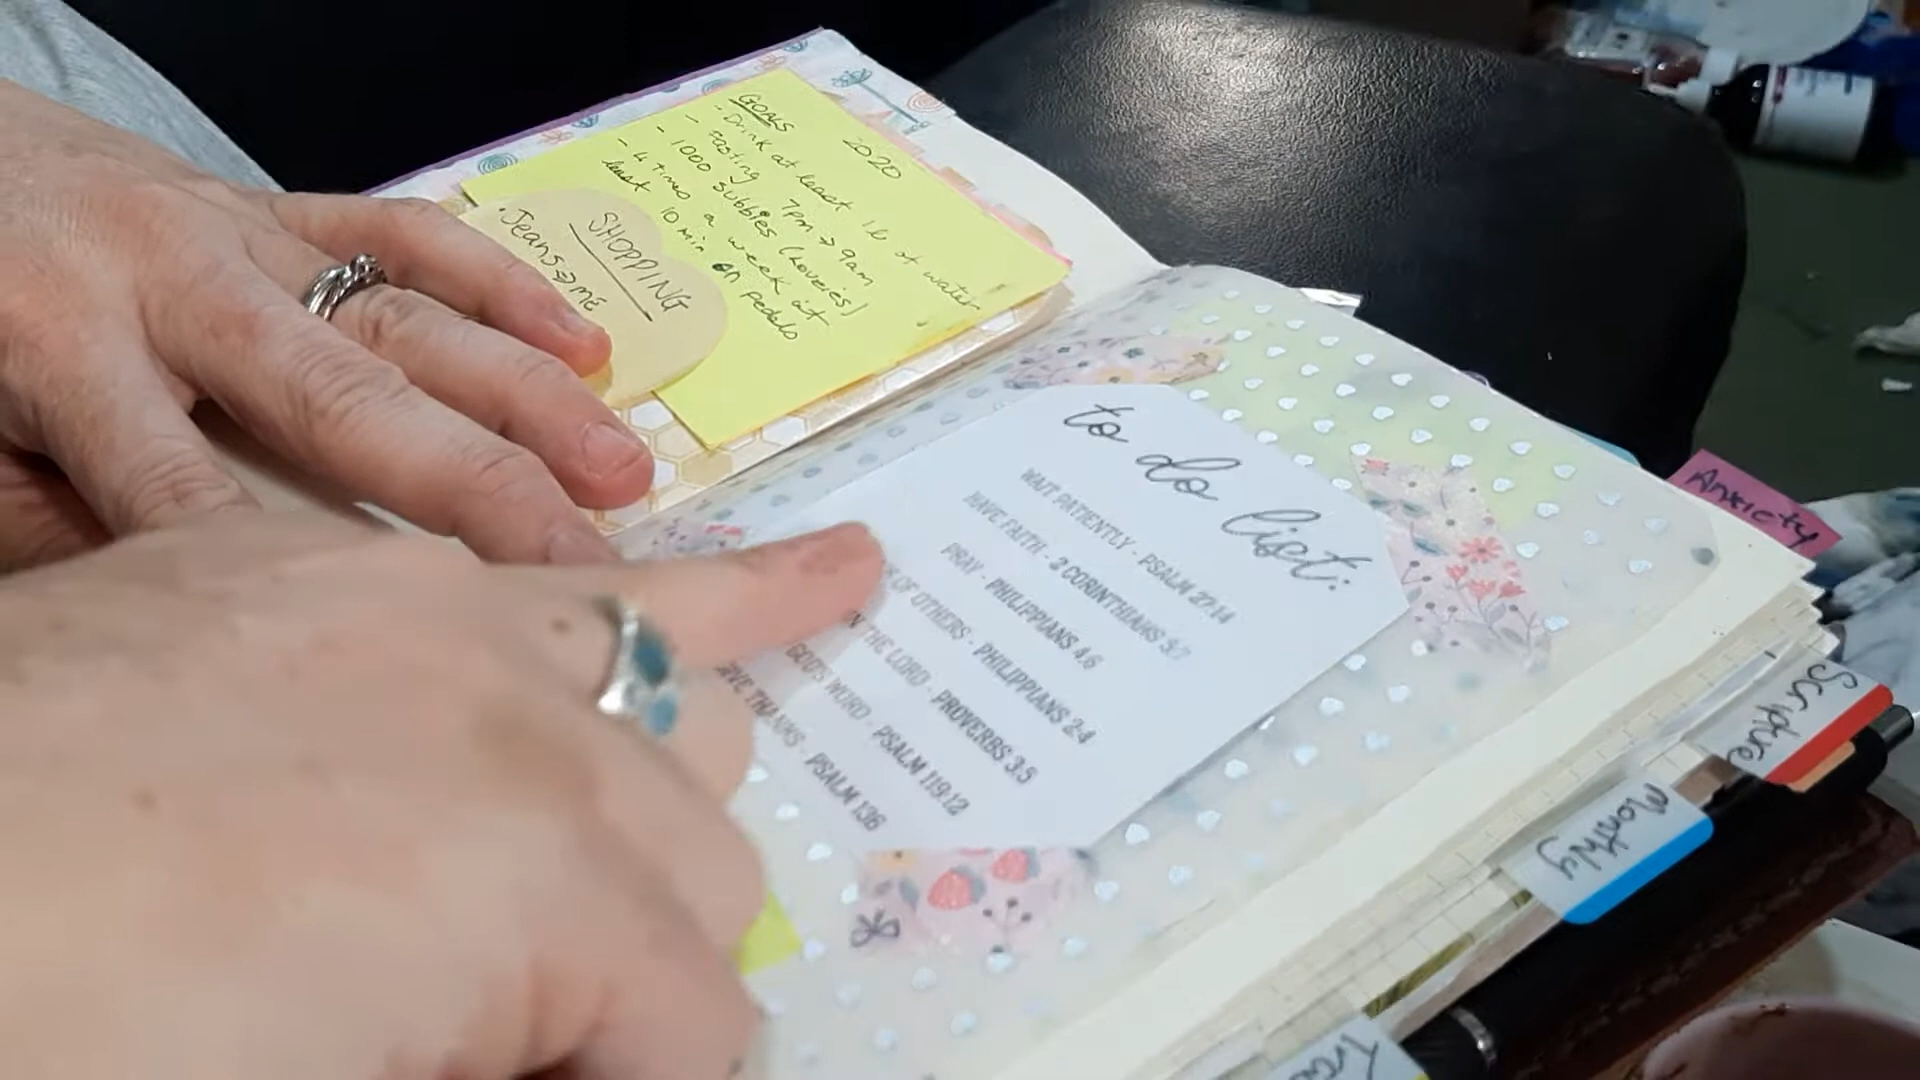 GOALS 2020
- Drink at least 1L of water
- Fasting 7pm → 9am
- 1000 subbies (Lovies)
- 4 times a week at
least 10 min on pedals
SHOPPING
• Jeans → ME
to do list:
WAIT PATIENTLY - PSALM 27:14
HAVE FAITH - 2 CORINTHIANS 5:7
PRAY - PHILIPPIANS 4:6
OF OTHERS - PHILIPPIANS 2:4
IN THE LORD - PROVERBS 3:5
GOD'S WORD - PSALM 119:12
THANKS - PSALM 136
Anxiety
Scripture
Monthly